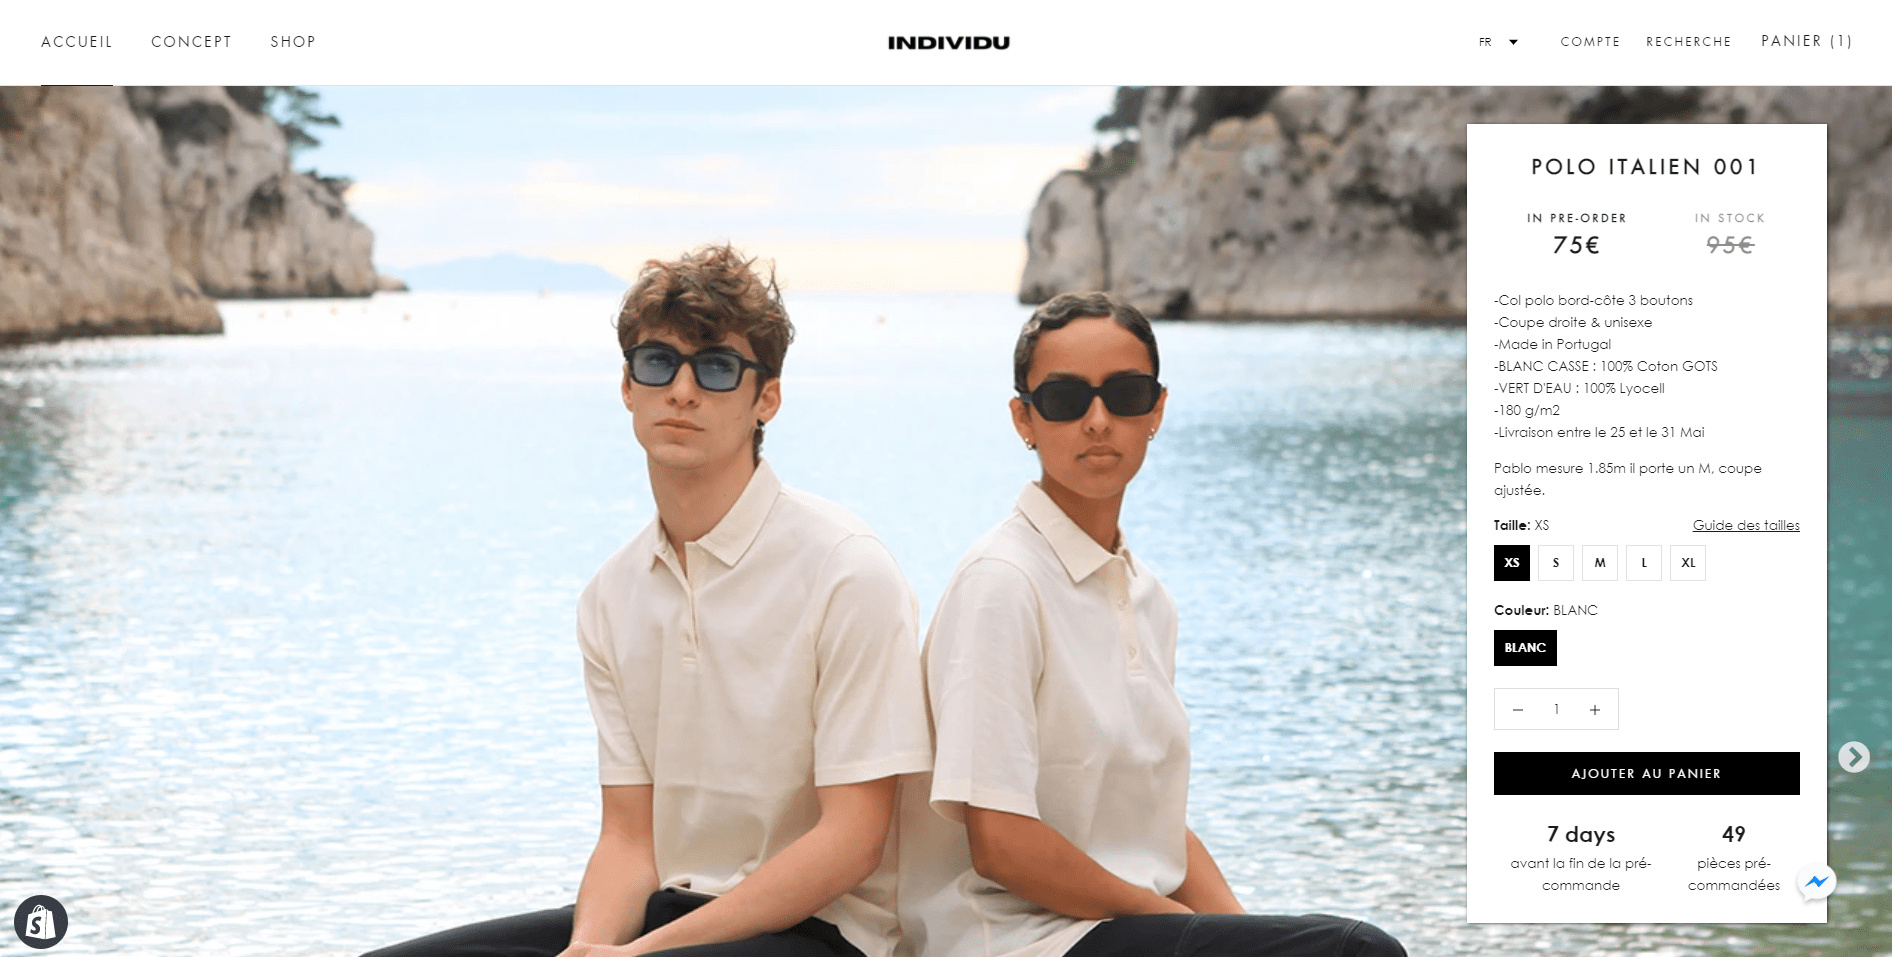 ACCUEIL CONCEPT SHOP INDIVIDU FR COMPTE RECHERCHE PANIER (1)
POLO ITALIEN 001
IN PRE-ORDER IN STOCK
75€ 95€
-Col polo bord-côte 3 boutons
-Coupe droite & unisexe
-Made in Portugal
-BLANC CASSE : 100% Coton GOTS
-VERT D'EAU : 100% Lyocell
-180 g/m2
-Livraison entre le 25 et le 31 Mai
Pablo mesure 1.85m il porte un M, coupe
ajustée.
Taille: XS Guide des tailles
XS S M L XL
Couleur: BLANC
BLANC
− 1 +
AJOUTER AU PANIER
7 days 49
avant la fin de la pré- pièces pré-
commande commandées
S